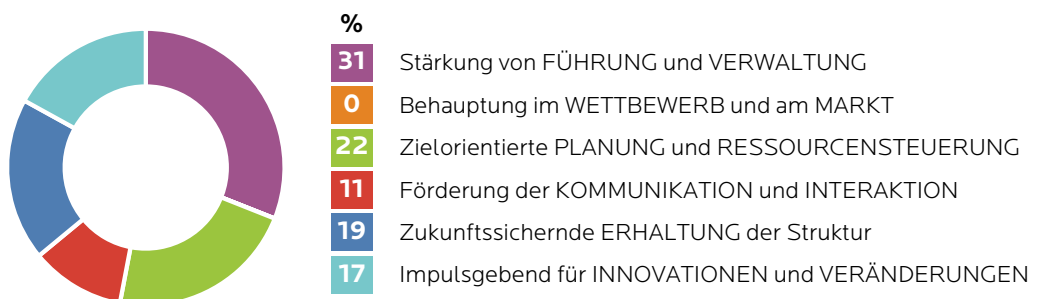 %
31 Stärkung von FÜHRUNG und VERWALTUNG
0 Behauptung im WETTBEWERB und am MARKT
22 Zielorientierte PLANUNG und RESSOURCENSTEUERUNG
11 Förderung der KOMMUNIKATION und INTERAKTION
19 Zukunftssichernde ERHALTUNG der Struktur
17 Impulsgebend für INNOVATIONEN und VERÄNDERUNGEN